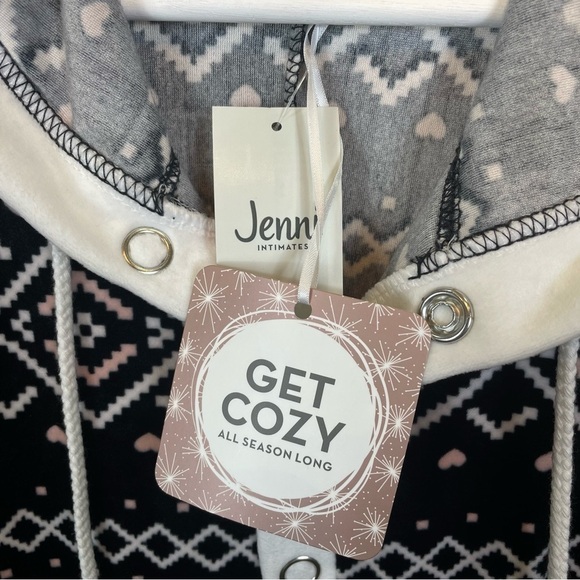 Jenni
INTIMATES
GET
COZY
ALL SEASON LONG